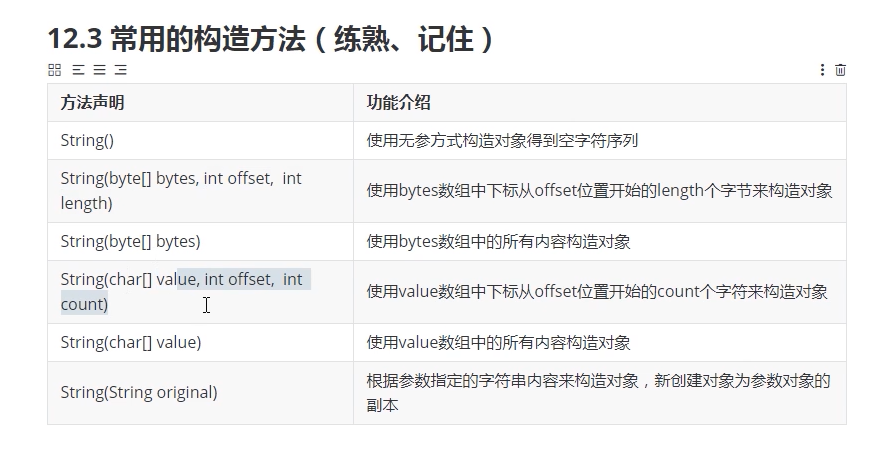 12.3 常用的构造方法（练熟、记住）
方法声明
功能介绍
String()
使用无参方式构造对象得到空字符序列
String(byte[] bytes, int offset,  int
length)
使用bytes数组中下标从offset位置开始的length个字节来构造对象
String(byte[] bytes)
使用bytes数组中的所有内容构造对象
String(char[] value, int offset,  int
count)
使用value数组中下标从offset位置开始的count个字符来构造对象
String(char[] value)
使用value数组中的所有内容构造对象
String(String original)
根据参数指定的字符串内容来构造对象，新创建对象为参数对象的
副本